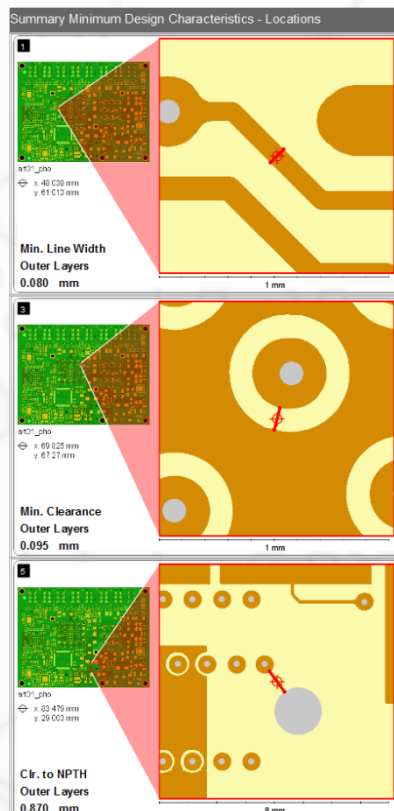 Summary Minimum Design Characteristics - Locations
1
art01_pho
x: 48.038 mm
y: 61.013 mm
Min. Line Width
Outer Layers
0.080 mm
1 mm
3
art01_pho
x: 69.825 mm
y: 67.27 mm
Min. Clearance
Outer Layers
0.095 mm
1 mm
5
art01_pho
x: 83.479 mm
y: 29.003 mm
Clr. to NPTH
Outer Layers
0.870 mm
8 mm